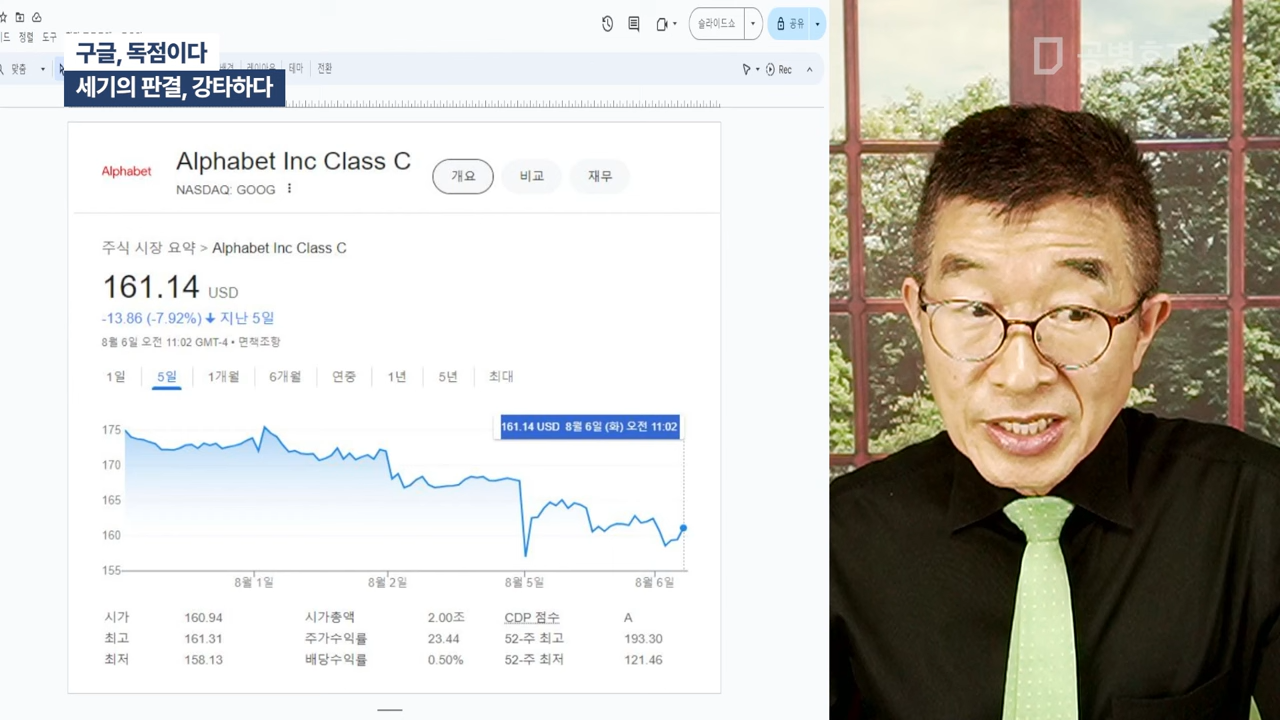 정렬 도구
슬라이드쇼
공유
구글, 독점이다
맞춤
테마 전환
Rec
세기의 판결, 강타하다
Alphabet
Alphabet Inc Class C
NASDAQ: GOOG
개요
비교
재무
주식 시장 요약 > Alphabet Inc Class C
161.14 USD
-13.86 (-7.92%) 지난 5일
8월 6일 오전 11:02 GMT-4 • 면책조항
1일 5일 1개월 6개월 연중 1년 5년 최대
161.14 USD 8월 6일 (화) 오전 11:02
175
170
165
160
155
8월 1일 8월 2일 8월 5일 8월 6일
시가 160.94 시가총액 2.00조 CDP 점수 A
최고 161.31 주가수익률 23.44 52-주 최고 193.30
최저 158.13 배당수익률 0.50% 52-주 최저 121.46